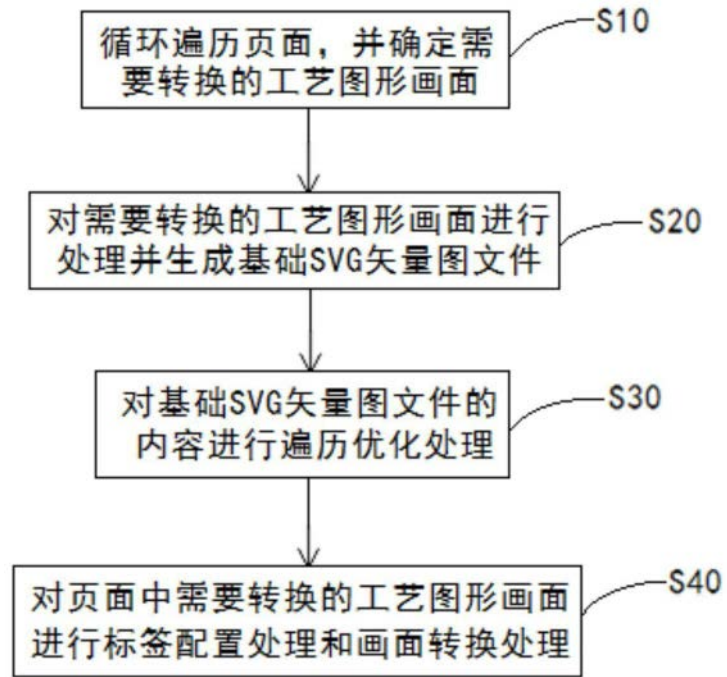 循环遍历页面，并确定需
要转换的工艺图形画面
S10
对需要转换的工艺图形画面进行
处理并生成基础SVG矢量图文件
S20
对基础SVG矢量图文件的
内容进行遍历优化处理
S30
对页面中需要转换的工艺图形画面
进行标签配置处理和画面转换处理
S40